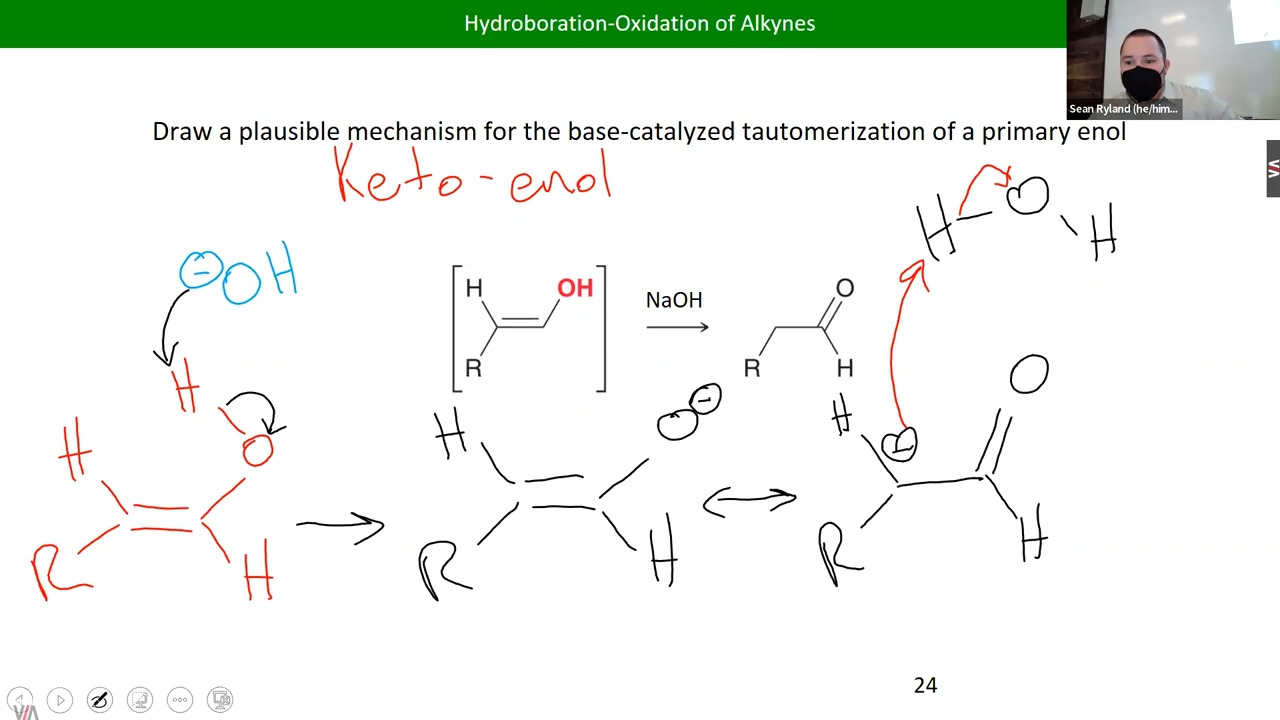 Hydroboration-Oxidation of Alkynes
Sean Ryland (he/him...
Draw a plausible mechanism for the base-catalyzed tautomerization of a primary enol
Keto-enol
H O H
⊖OH
H OH
NaOH
O
R
R H
H
H
O
R
H
H O⊖
R H
H ⊖ O
R H
24